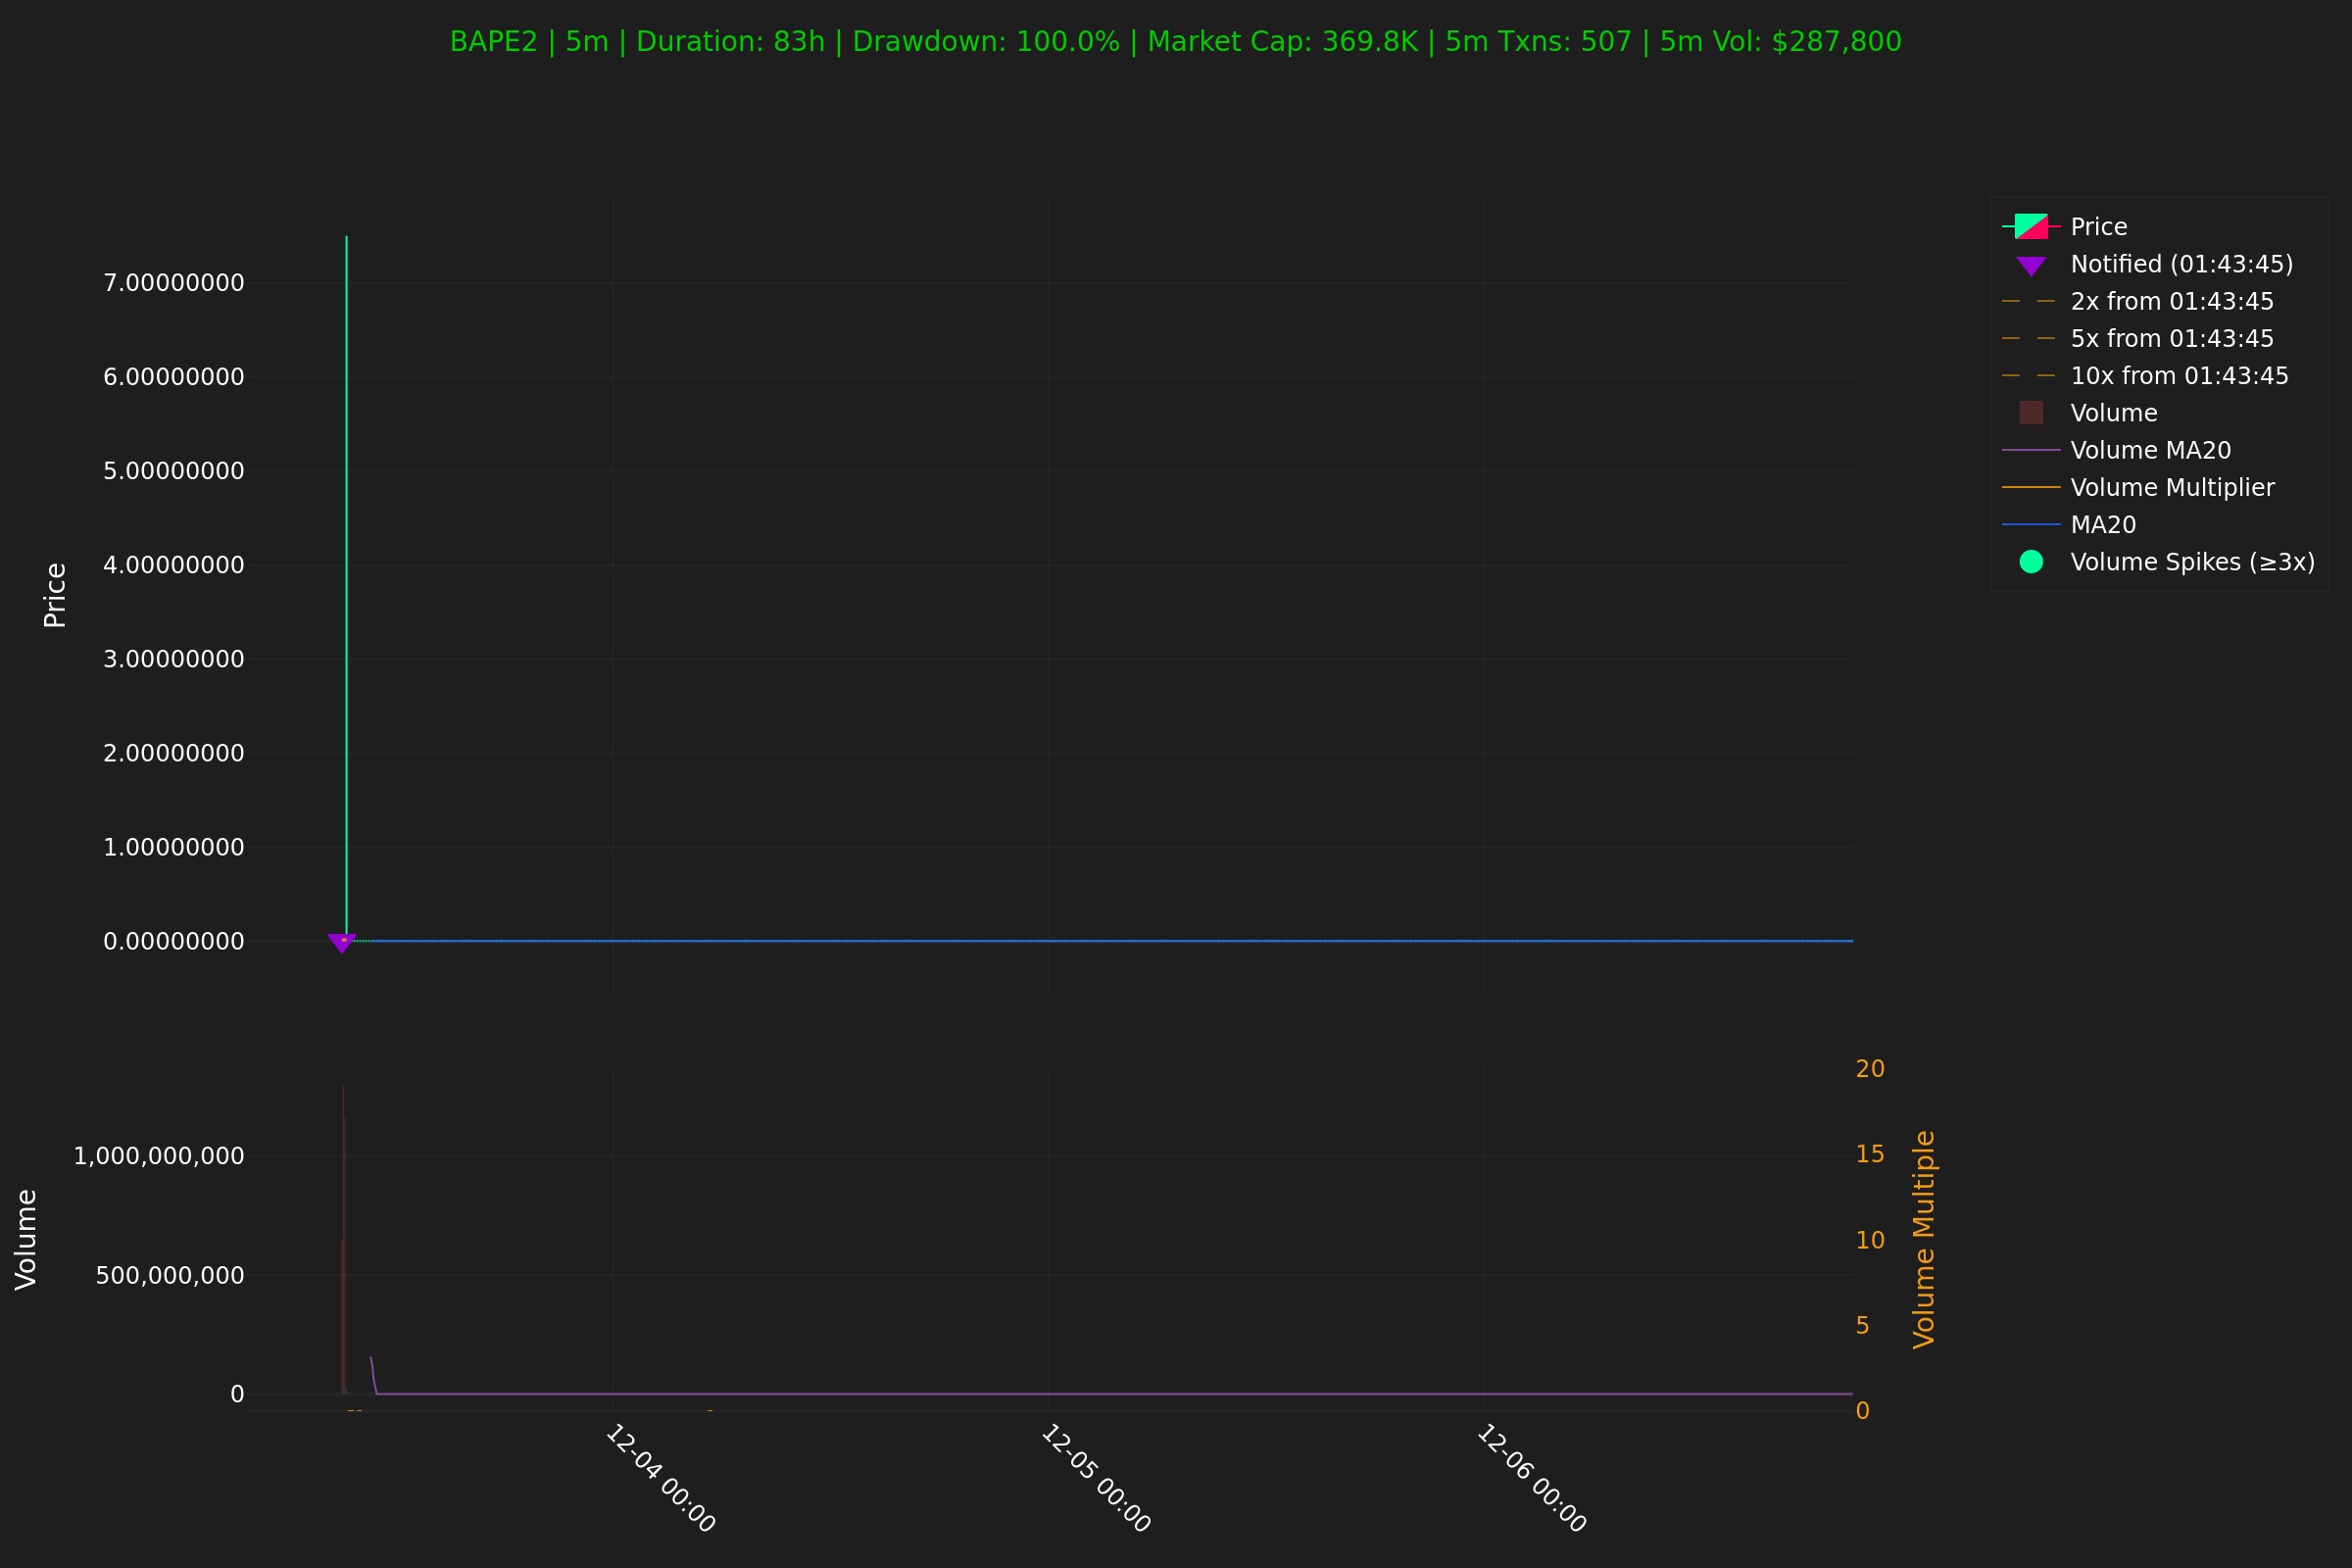 BAPE2 | 5m | Duration: 83h | Drawdown: 100.0% | Market Cap: 369.8K | 5m Txns: 507 | 5m Vol: $287,800
Price
7.00000000
6.00000000
5.00000000
4.00000000
3.00000000
2.00000000
1.00000000
0.00000000
Price
Notified (01:43:45)
2x from 01:43:45
5x from 01:43:45
10x from 01:43:45
Volume
Volume MA20
Volume Multiplier
MA20
Volume Spikes (≥3x)
Volume
1,000,000,000
500,000,000
0
20
15
10
5
0
Volume Multiple
12-04 00:00
12-05 00:00
12-06 00:00